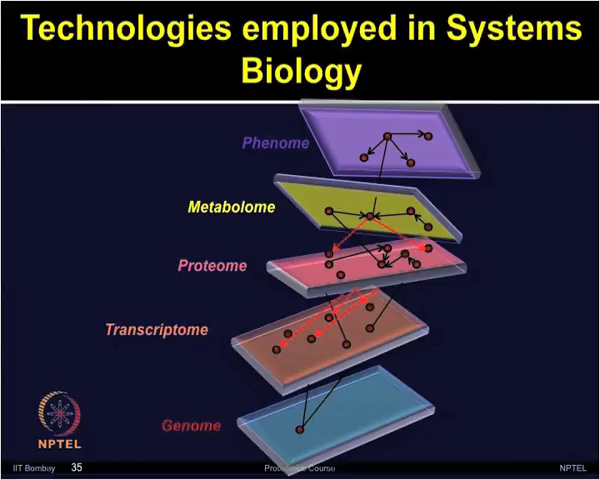 Technologies employed in Systems
Biology
Phenome
Metabolome
Proteome
Transcriptome
Genome
NPTEL
IIT Bombay 35 Proteomics Course NPTEL